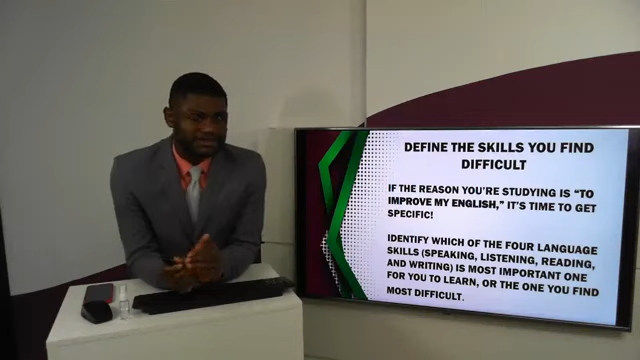 DEFINE THE SKILLS YOU FIND
DIFFICULT
IF THE REASON YOU'RE STUDYING IS "TO
IMPROVE MY ENGLISH," IT'S TIME TO GET
SPECIFIC!
IDENTIFY WHICH OF THE FOUR LANGUAGE
SKILLS (SPEAKING, LISTENING, READING,
AND WRITING) IS MOST IMPORTANT ONE
FOR YOU TO LEARN, OR THE ONE YOU FIND
MOST DIFFICULT.